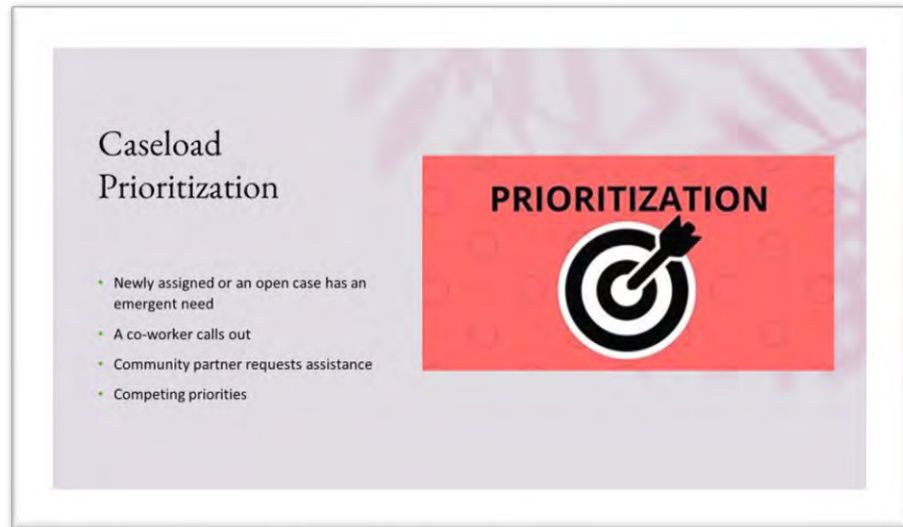 Caseload
Prioritization
• Newly assigned or an open case has an
emergent need
• A co-worker calls out
• Community partner requests assistance
• Competing priorities
PRIORITIZATION